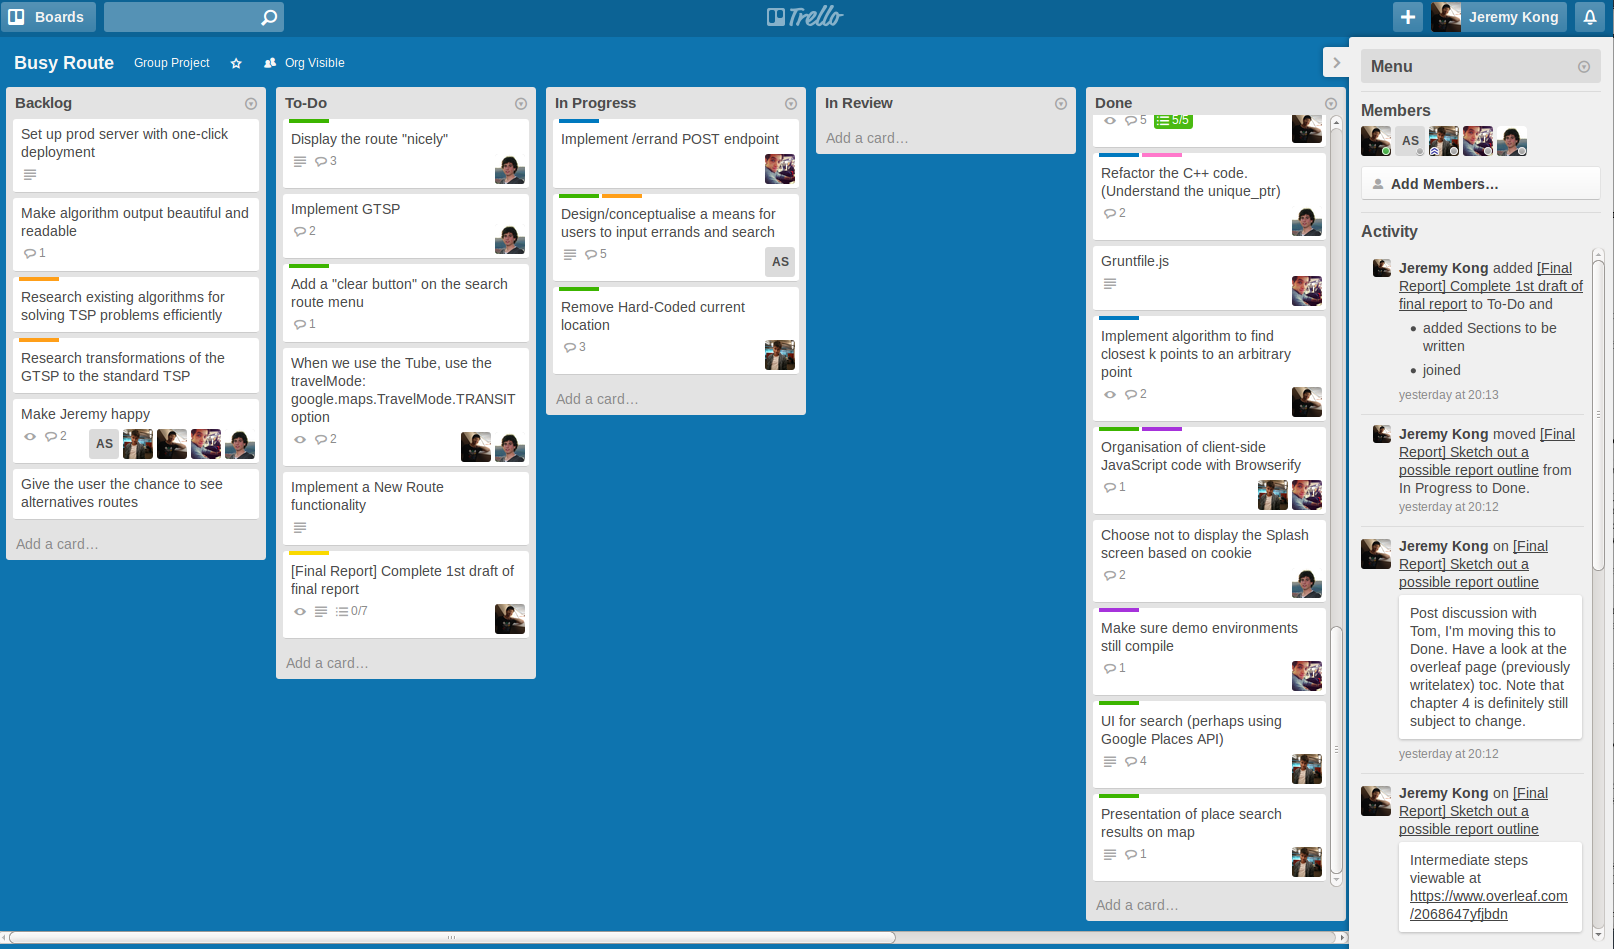 Boards
Trello
Jeremy Kong
Busy Route
Group Project
Org Visible
Backlog
Set up prod server with one-click
deployment
Make algorithm output beautiful and
readable
1
Research existing algorithms for
solving TSP problems efficiently
Research transformations of the
GTSP to the standard TSP
Make Jeremy happy
2
AS
Give the user the chance to see
alternatives routes
Add a card…
To-Do
Display the route "nicely"
3
Implement GTSP
2
Add a "clear button" on the search
route menu
1
When we use the Tube, use the
travelMode:
google.maps.TravelMode.TRANSIT
option
2
Implement a New Route
functionality
[Final Report] Complete 1st draft of
final report
0/7
Add a card…
In Progress
Implement /errand POST endpoint
Design/conceptualise a means for
users to input errands and search
5
AS
Remove Hard-Coded current
location
3
Add a card…
In Review
Add a card…
Done
5 5/5
Refactor the C++ code.
(Understand the unique_ptr)
2
Gruntfile.js
Implement algorithm to find
closest k points to an arbitrary
point
2
Organisation of client-side
JavaScript code with Browserify
1
Choose not to display the Splash
screen based on cookie
2
Make sure demo environments
still compile
1
UI for search (perhaps using
Google Places API)
4
Presentation of place search
results on map
1
Add a card…
Menu
Members
AS
Add Members…
Activity
Jeremy Kong added [Final
Report] Complete 1st draft of
final report to To-Do and
• added Sections to be
written
• joined
yesterday at 20:13
Jeremy Kong moved [Final
Report] Sketch out a
possible report outline from
In Progress to Done.
yesterday at 20:12
Jeremy Kong on [Final
Report] Sketch out a
possible report outline
Post discussion with
Tom, I'm moving this to
Done. Have a look at the
overleaf page (previously
writelatex) toc. Note that
chapter 4 is definitely still
subject to change.
yesterday at 20:12
Jeremy Kong on [Final
Report] Sketch out a
possible report outline
Intermediate steps
viewable at
https://www.overleaf.com
/2068647yfjbdn